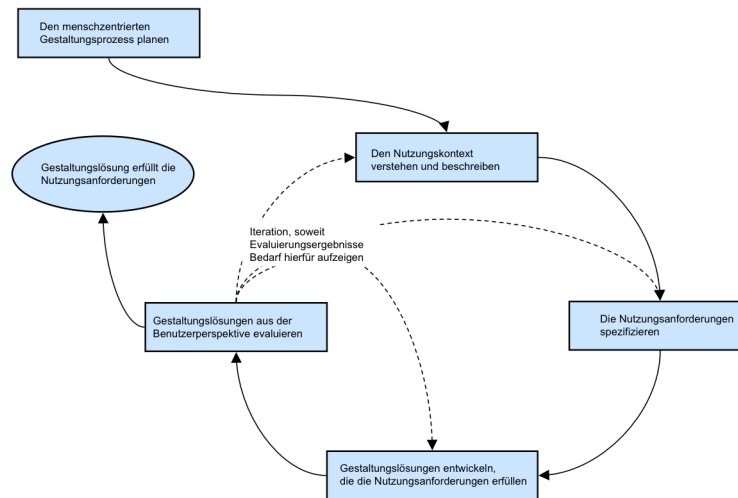 Den menschzentrierten
Gestaltungsprozess planen
Den Nutzungskontext
verstehen und beschreiben
Gestaltungslösung erfüllt die
Nutzungsanforderungen
Iteration, soweit
Evaluierungsergebnisse
Bedarf hierfür aufzeigen
Gestaltungslösungen aus der
Benutzerperspektive evaluieren
Die Nutzungsanforderungen
spezifizieren
Gestaltungslösungen entwickeln,
die die Nutzungsanforderungen erfüllen